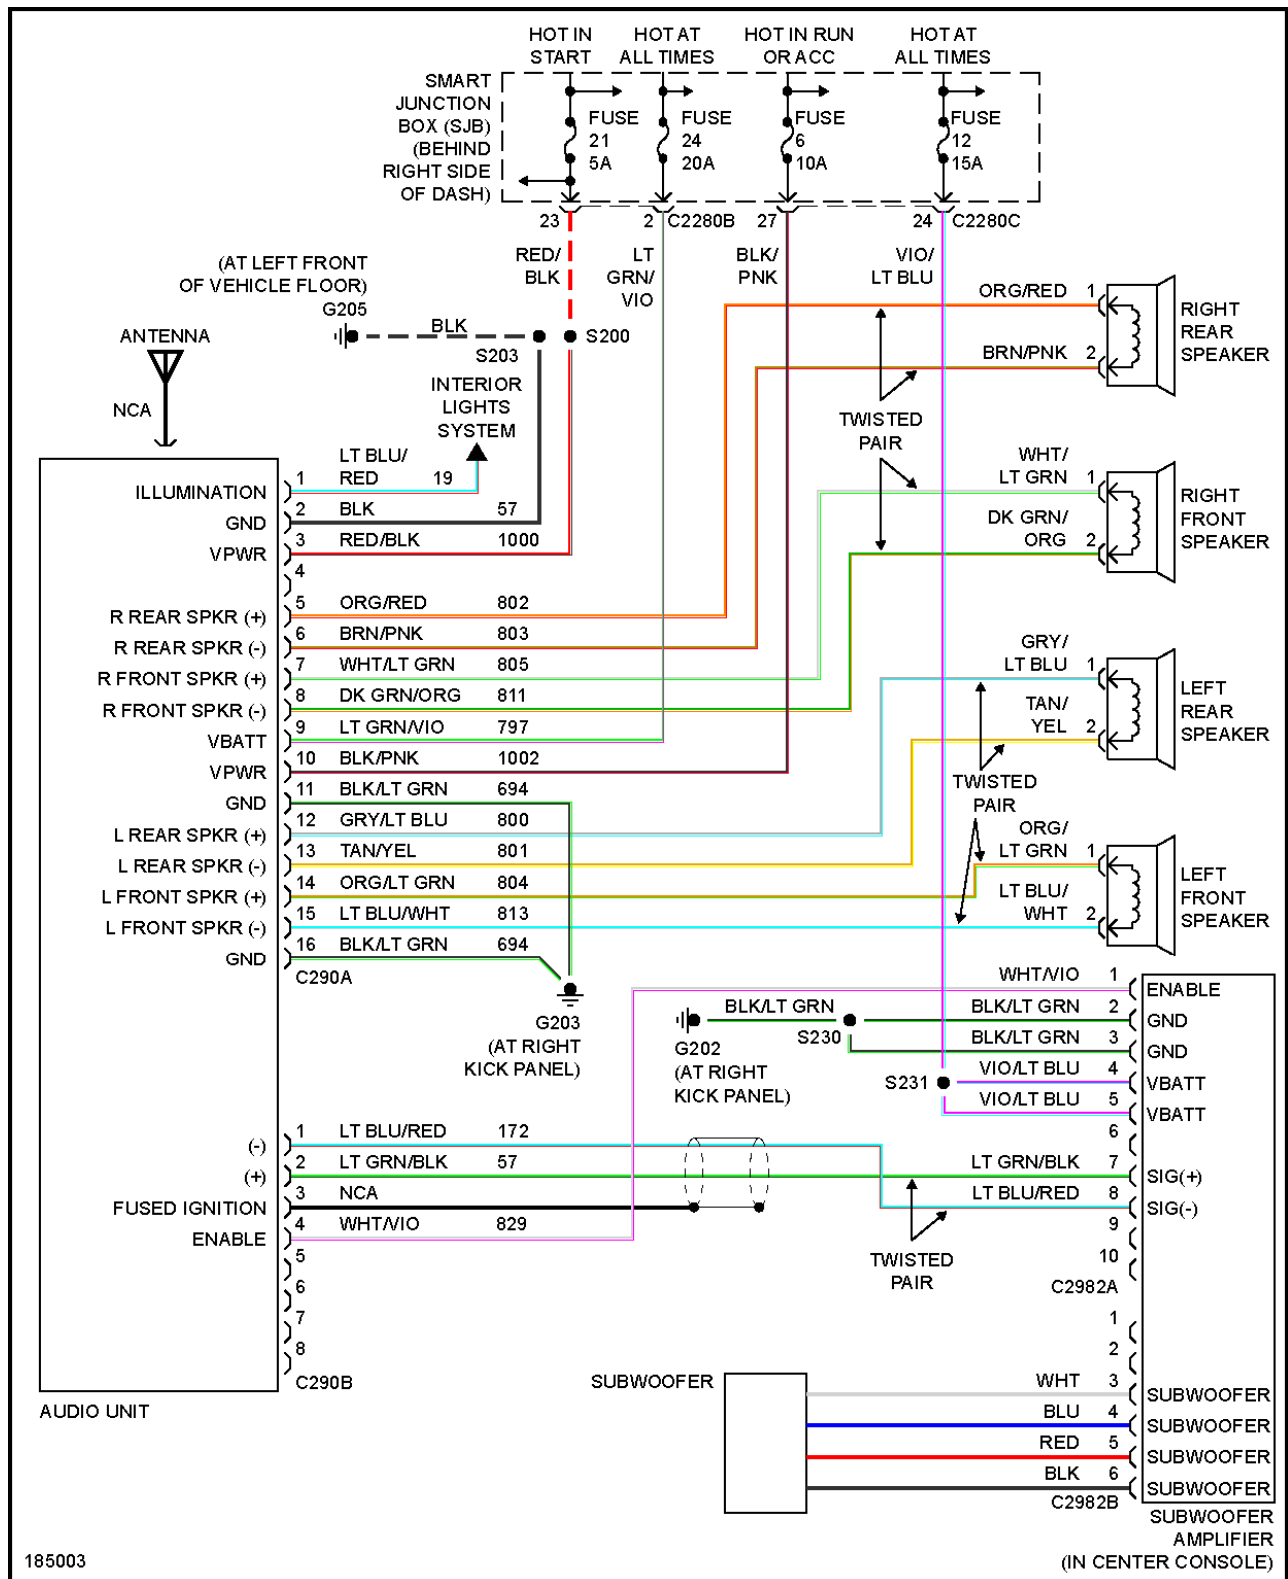 HOT IN
START
HOT AT
ALL TIMES
HOT IN RUN
OR ACC
HOT AT
ALL TIMES
SMART
JUNCTION
BOX (SJB)
(BEHIND
RIGHT SIDE
OF DASH)
FUSE
21
5A
FUSE
24
20A
FUSE
6
10A
FUSE
12
15A
23
2
C2280B
27
24
C2280C
RED/
BLK
LT
GRN/
VIO
BLK/
PNK
VIO/
LT BLU
(AT LEFT FRONT
OF VEHICLE FLOOR)
G205
BLK
S203
S200
ANTENNA
NCA
INTERIOR
LIGHTS
SYSTEM
ORG/RED 1
BRN/PNK 2
RIGHT
REAR
SPEAKER
TWISTED
PAIR
WHT/
LT GRN 1
DK GRN/
ORG 2
RIGHT
FRONT
SPEAKER
GRY/
LT BLU 1
TAN/
YEL 2
LEFT
REAR
SPEAKER
TWISTED
PAIR
ORG/
LT GRN 1
LT BLU/
WHT 2
LEFT
FRONT
SPEAKER
ILLUMINATION 1 LT BLU/
RED 19
GND 2 BLK 57
VPWR 3 RED/BLK 1000
4
R REAR SPKR (+) 5 ORG/RED 802
R REAR SPKR (-) 6 BRN/PNK 803
R FRONT SPKR (+) 7 WHT/LT GRN 805
R FRONT SPKR (-) 8 DK GRN/ORG 811
VBATT 9 LT GRN/VIO 797
VPWR 10 BLK/PNK 1002
GND 11 BLK/LT GRN 694
L REAR SPKR (+) 12 GRY/LT BLU 800
L REAR SPKR (-) 13 TAN/YEL 801
L FRONT SPKR (+) 14 ORG/LT GRN 804
L FRONT SPKR (-) 15 LT BLU/WHT 813
GND 16 BLK/LT GRN 694
C290A
G203
(AT RIGHT
KICK PANEL)
BLK/LT GRN
G202
(AT RIGHT
KICK PANEL)
S230
S231
WHT/VIO 1 ENABLE
BLK/LT GRN 2 GND
BLK/LT GRN 3 GND
VIO/LT BLU 4 VBATT
VIO/LT BLU 5 VBATT
6
LT GRN/BLK 7 SIG(+)
LT BLU/RED 8 SIG(-)
9
10
C2982A
(-) 1 LT BLU/RED 172
(+) 2 LT GRN/BLK 57
FUSED IGNITION 3 NCA
ENABLE 4 WHT/VIO 829
5
6
7
8
C290B
AUDIO UNIT
TWISTED
PAIR
1
2
SUBWOOFER
WHT 3 SUBWOOFER
BLU 4 SUBWOOFER
RED 5 SUBWOOFER
BLK 6 SUBWOOFER
C2982B
SUBWOOFER
AMPLIFIER
(IN CENTER CONSOLE)
185003